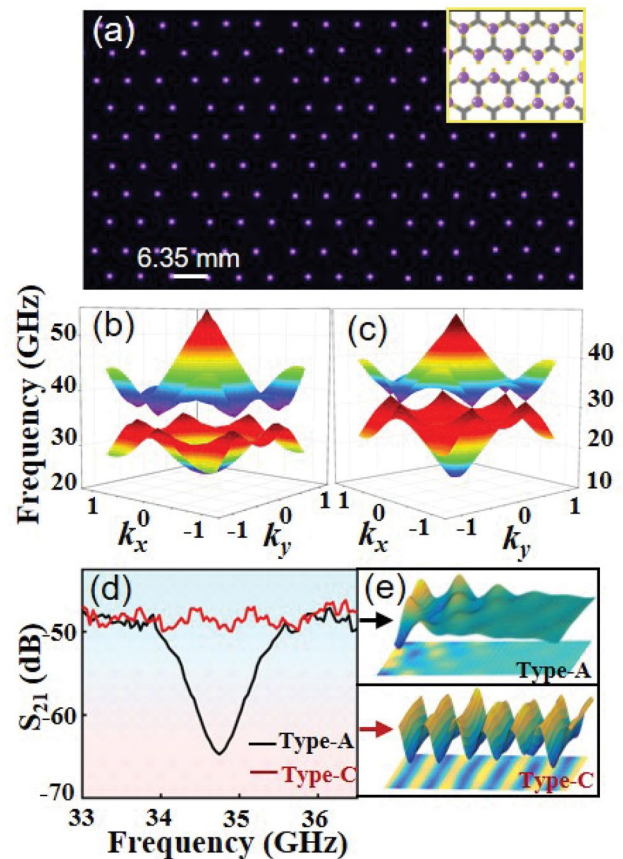 (a)
6.35 mm
(b)
(c)
Frequency (GHz)
50
40
30
20
40
30
20
10
1
0
-1
-1
0
1
1
0
-1
-1
0
1
kx
ky
kx
ky
(d)
(e)
S21 (dB)
-50
-60
-70
Type-A
Type-C
33
34
35
36
Frequency (GHz)
Type-A
Type-C